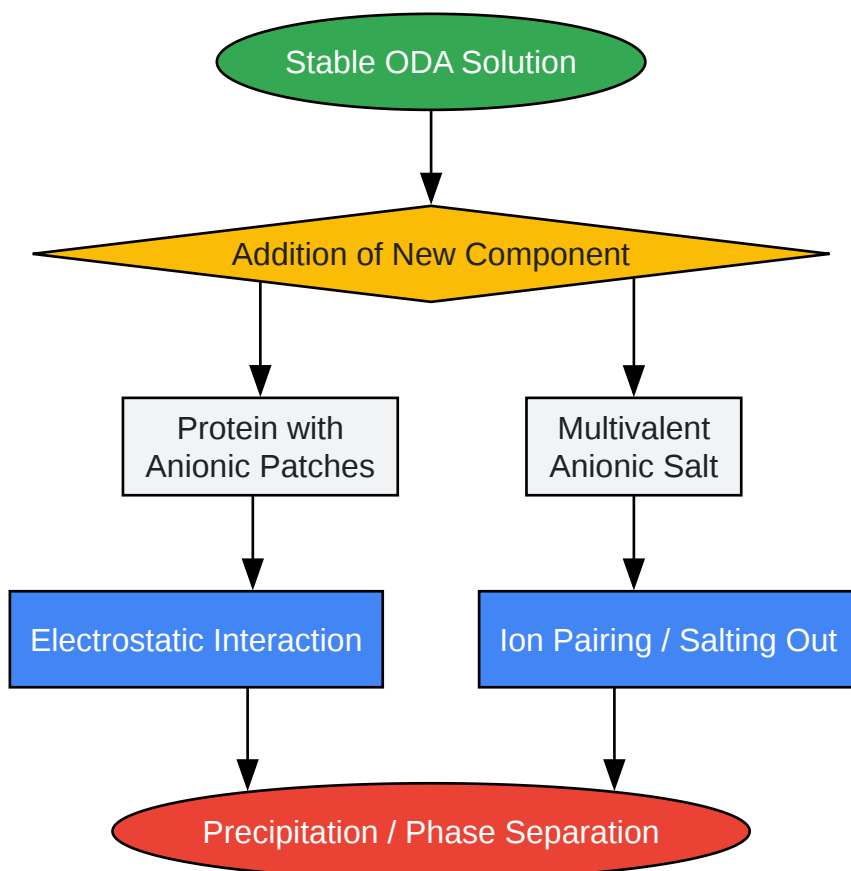 Stable ODA Solution
Addition of New Component
Protein with
Anionic Patches
Multivalent
Anionic Salt
Electrostatic Interaction
Ion Pairing / Salting Out
Precipitation / Phase Separation